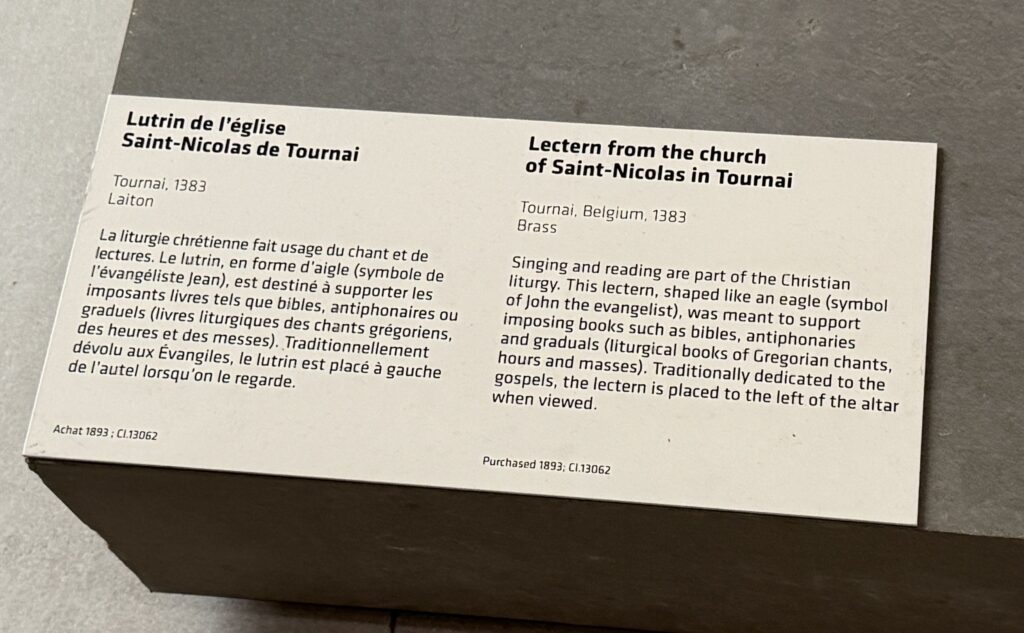 Lutrin de l'église
Saint-Nicolas de Tournai
Tournai, 1383
Laiton
La liturgie chrétienne fait usage du chant et de
lectures. Le lutrin, en forme d'aigle (symbole de
l'évangéliste Jean), est destiné à supporter les
imposants livres tels que bibles, antiphonaires ou
graduels (livres liturgiques des chants grégoriens,
des heures et des messes). Traditionnellement
dévolu aux Évangiles, le lutrin est placé à gauche
de l'autel lorsqu'on le regarde.
Achat 1893 ; Cl.13062
Lectern from the church
of Saint-Nicolas in Tournai
Tournai, Belgium, 1383
Brass
Singing and reading are part of the Christian
liturgy. This lectern, shaped like an eagle (symbol
of John the evangelist), was meant to support
imposing books such as bibles, antiphonaries
and graduals (liturgical books of Gregorian chants,
hours and masses). Traditionally dedicated to the
gospels, the lectern is placed to the left of the altar
when viewed.
Purchased 1893; Cl.13062